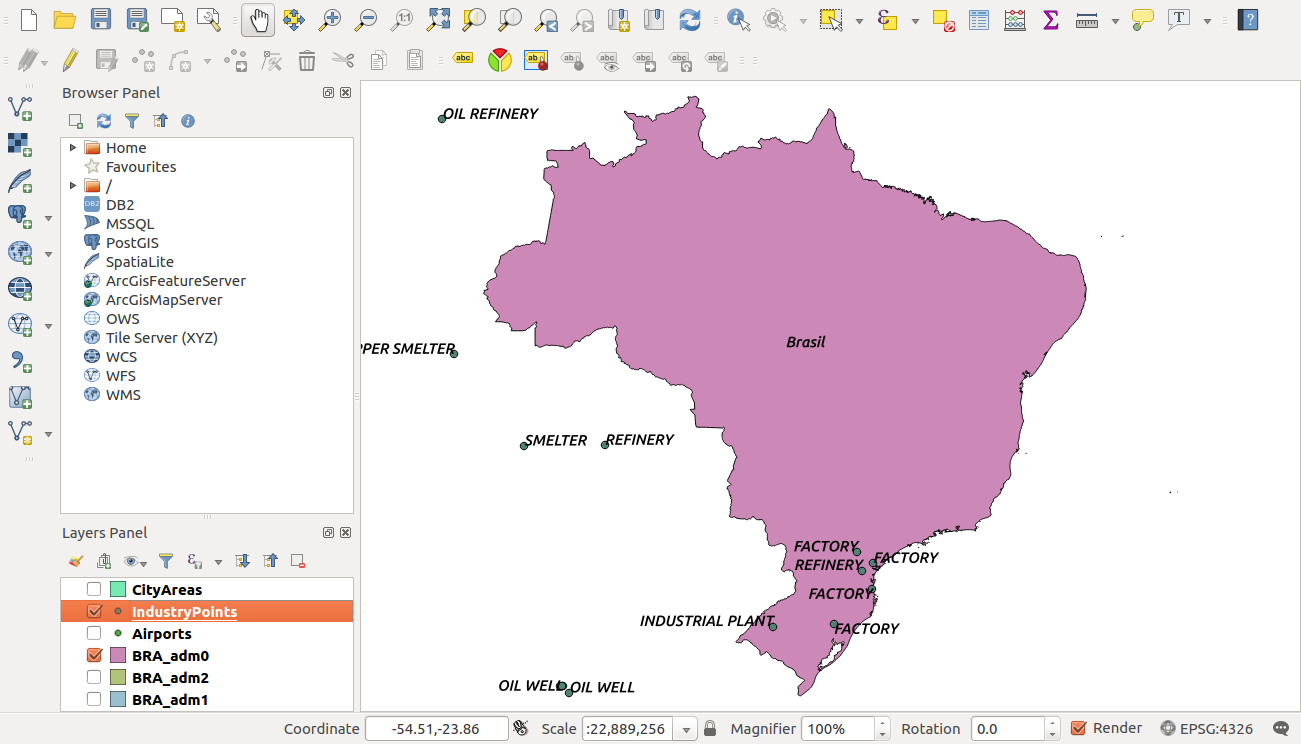 Browser Panel
Home
Favourites
/
DB2
MSSQL
PostGIS
SpatiaLite
ArcGisFeatureServer
ArcGisMapServer
OWS
Tile Server (XYZ)
WCS
WFS
WMS
Layers Panel
CityAreas
IndustryPoints
Airports
BRA_adm0
BRA_adm2
BRA_adm1
OIL REFINERY
Brasil
PPER SMELTER
SMELTER
REFINERY
FACTORY
FACTORY
REFINERY
FACTORY
INDUSTRIAL PLANT
FACTORY
OIL WELL
OIL WELL
Coordinate -54.51,-23.86 Scale :22,889,256 Magnifier 100% Rotation 0.0 Render EPSG:4326